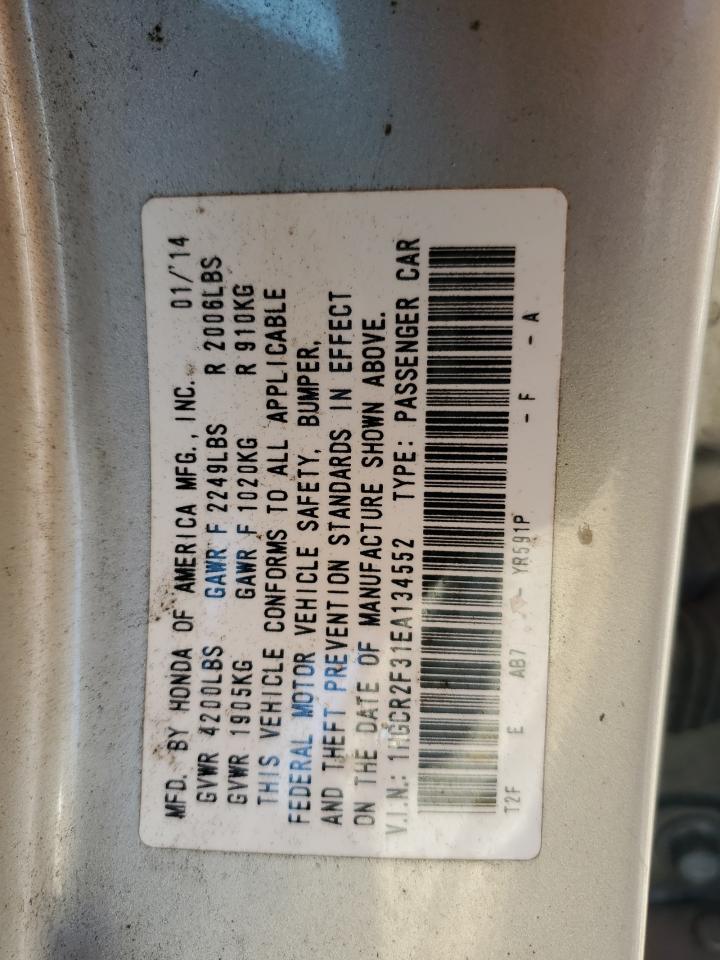 MFD. BY HONDA OF AMERICA MFG., INC. 01/'14
GVWR 4200LBS GAWR F 2249LBS R 2006LBS
GVWR 1905KG GAWR F 1020KG R 910KG
THIS VEHICLE CONFORMS TO ALL APPLICABLE
FEDERAL MOTOR VEHICLE SAFETY, BUMPER,
AND THEFT PREVENTION STANDARDS IN EFFECT
ON THE DATE OF MANUFACTURE SHOWN ABOVE.
V.I.N.: 1HGCR2F31EA134552 TYPE: PASSENGER CAR
T2F E AB7 - YR591P - F - A